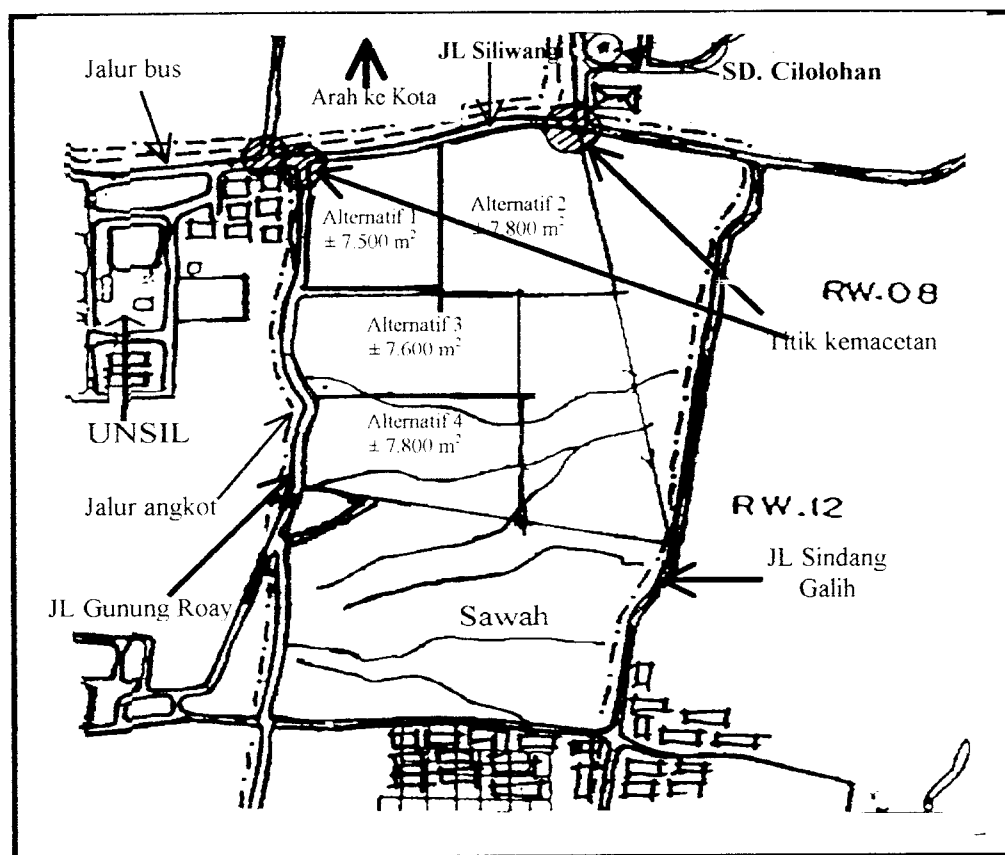 JL Siliwang
Jalur bus
Arah ke Kota
SD. Cilolohan
Alternatif 1
± 7.500 m²
Alternatif 2
± 7.800 m²
RW.08
Alternatif 3
± 7.600 m²
Titik kemacetan
Alternatif 4
± 7.800 m²
UNSIL
Jalur angkot
RW.12
JL Sindang
Galih
JL Gunung Roay
Sawah